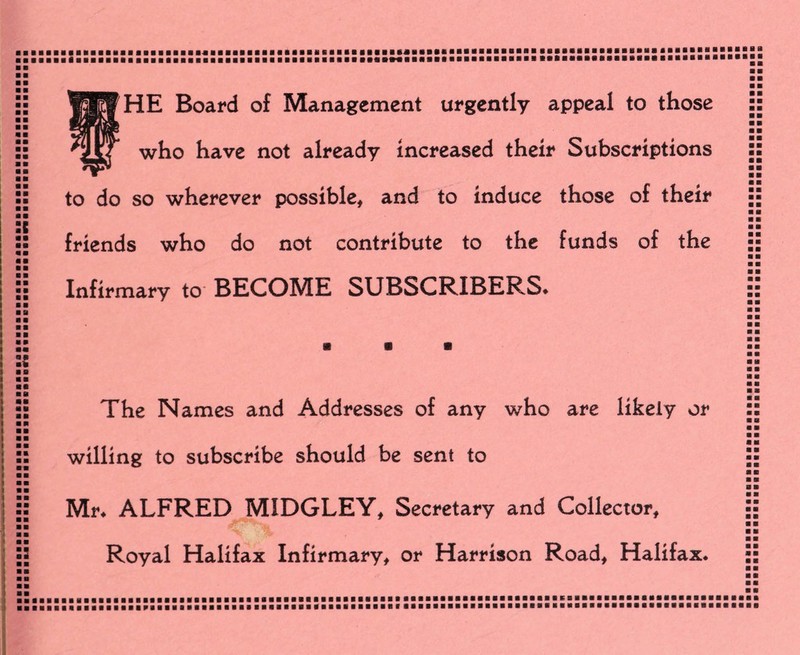 THE Board of Management urgently appeal to those
who have not already increased their Subscriptions
to do so wherever possible, and to induce those of their
friends who do not contribute to the funds of the
Infirmary to BECOME SUBSCRIBERS.
The Names and Addresses of any who are likely or
willing to subscribe should be sent to
Mr. ALFRED MIDGLEY, Secretary and Collector,
Royal Halifax Infirmary, or Harrison Road, Halifax.